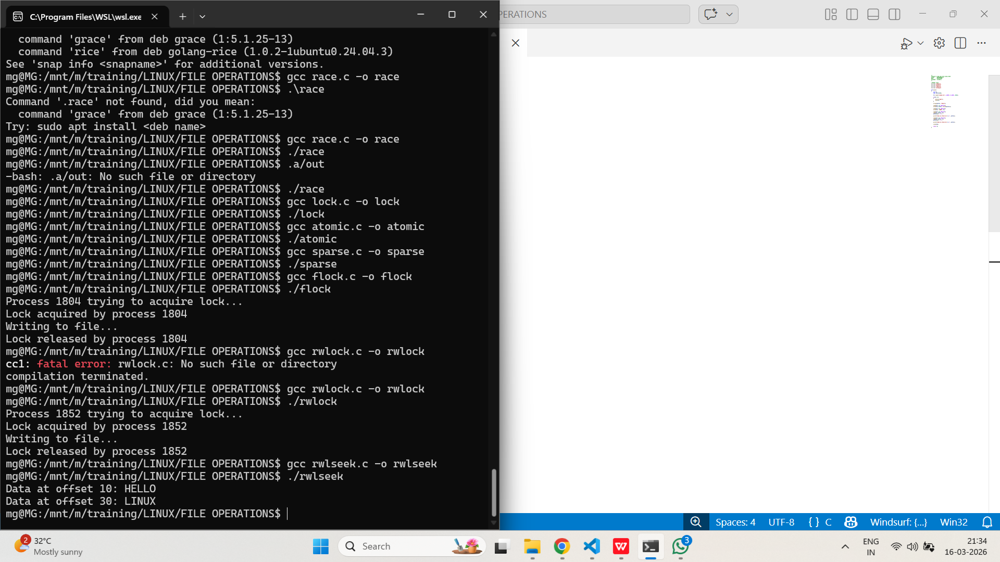 C:\Program Files\WSL\wsl.exe
command 'grace' from deb grace (1:5.1.25-13)
command 'rice' from deb golang-rice (1.0.2-1ubuntu0.24.04.3)
See 'snap info <snapname>' for additional versions.
mg@MG:/mnt/m/training/LINUX/FILE OPERATIONS$ gcc race.c -o race
mg@MG:/mnt/m/training/LINUX/FILE OPERATIONS$ .\race
Command '.race' not found, did you mean:
command 'grace' from deb grace (1:5.1.25-13)
Try: sudo apt install <deb name>
mg@MG:/mnt/m/training/LINUX/FILE OPERATIONS$ gcc race.c -o race
mg@MG:/mnt/m/training/LINUX/FILE OPERATIONS$ ./race
mg@MG:/mnt/m/training/LINUX/FILE OPERATIONS$ .a/out
-bash: .a/out: No such file or directory
mg@MG:/mnt/m/training/LINUX/FILE OPERATIONS$ ./race
mg@MG:/mnt/m/training/LINUX/FILE OPERATIONS$ gcc lock.c -o lock
mg@MG:/mnt/m/training/LINUX/FILE OPERATIONS$ ./lock
mg@MG:/mnt/m/training/LINUX/FILE OPERATIONS$ gcc atomic.c -o atomic
mg@MG:/mnt/m/training/LINUX/FILE OPERATIONS$ ./atomic
mg@MG:/mnt/m/training/LINUX/FILE OPERATIONS$ gcc sparse.c -o sparse
mg@MG:/mnt/m/training/LINUX/FILE OPERATIONS$ ./sparse
mg@MG:/mnt/m/training/LINUX/FILE OPERATIONS$ gcc flock.c -o flock
mg@MG:/mnt/m/training/LINUX/FILE OPERATIONS$ ./flock
Process 1804 trying to acquire lock...
Lock acquired by process 1804
Writing to file...
Lock released by process 1804
mg@MG:/mnt/m/training/LINUX/FILE OPERATIONS$ gcc rwlock.c -o rwlock
cc1: fatal error: rwlock.c: No such file or directory
compilation terminated.
mg@MG:/mnt/m/training/LINUX/FILE OPERATIONS$ gcc rwlock.c -o rwlock
mg@MG:/mnt/m/training/LINUX/FILE OPERATIONS$ ./rwlock
Process 1852 trying to acquire lock...
Lock acquired by process 1852
Writing to file...
Lock released by process 1852
mg@MG:/mnt/m/training/LINUX/FILE OPERATIONS$ gcc rwlseek.c -o rwlseek
mg@MG:/mnt/m/training/LINUX/FILE OPERATIONS$ ./rwlseek
Data at offset 10: HELLO
Data at offset 30: LINUX
mg@MG:/mnt/m/training/LINUX/FILE OPERATIONS$
PERATIONS
Spaces: 4 UTF-8 { } C Windsurf: {...} Win32
2
32°C
Mostly sunny
Search
3
ENG
IN
21:34
16-03-2026